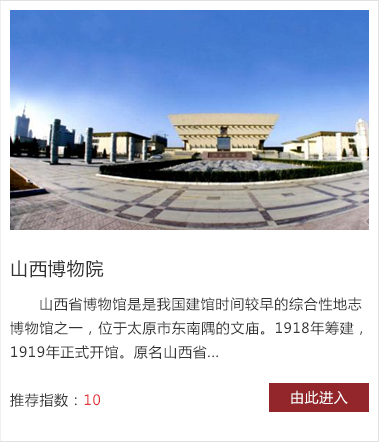 山西博物院
山西省博物馆是是我国建馆时间较早的综合性地志
博物馆之一，位于太原市东南隅的文庙。1918年筹建，
1919年正式开馆。原名山西省...
推荐指数：10
由此进入